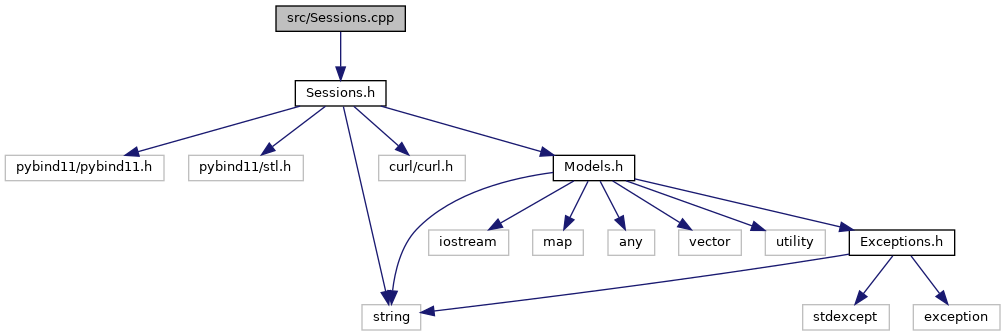 src/Sessions.cpp
Sessions.h
pybind11/pybind11.h
pybind11/stl.h
curl/curl.h
Models.h
iostream
map
any
vector
utility
Exceptions.h
string
stdexcept
exception